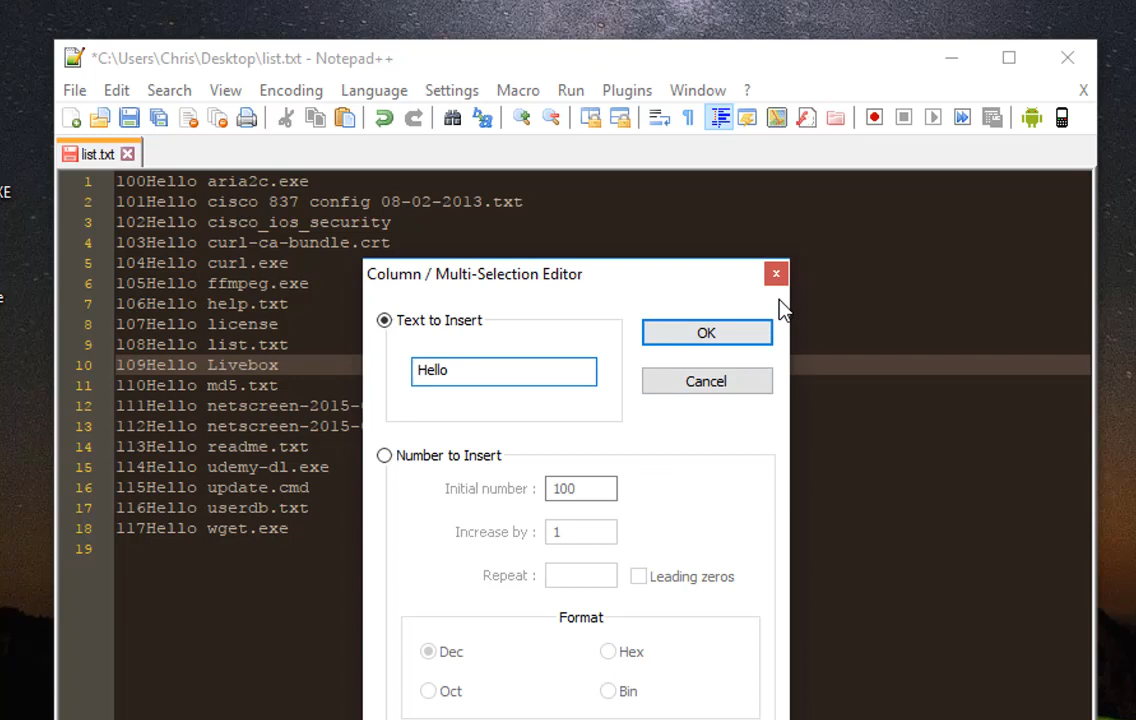 *C:\Users\Chris\Desktop\list.txt - Notepad++
File Edit Search View Encoding Language Settings Macro Run Plugins Window ? X
list.txt
XE
1 100Hello aria2c.exe
2 101Hello cisco 837 config 08-02-2013.txt
3 102Hello cisco_ios_security
4 103Hello curl-ca-bundle.crt
5 104Hello curl.exe
6 105Hello ffmpeg.exe
7 106Hello help.txt
8 107Hello license
9 108Hello list.txt
10 109Hello Livebox
11 110Hello md5.txt
12 111Hello netscreen-2015-
13 112Hello netscreen-2015-
14 113Hello readme.txt
15 114Hello udemy-dl.exe
16 115Hello update.cmd
17 116Hello userdb.txt
18 117Hello wget.exe
19
Column / Multi-Selection Editor
x
Text to Insert
OK
Hello
Cancel
Number to Insert
Initial number : 100
Increase by : 1
Repeat :
Leading zeros
Format
Dec Hex
Oct Bin